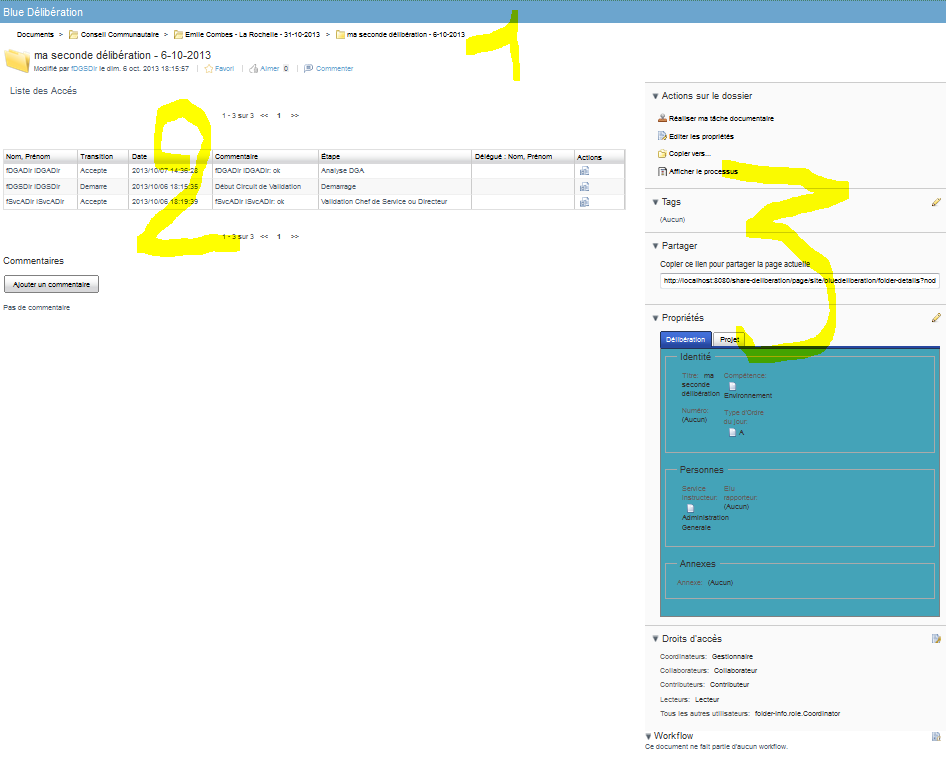 Blue Délibération
Documents > Conseil Communautaire > Emile Combes - La Rochelle - 31-10-2013 > ma seconde délibération - 6-10-2013
1
ma seconde délibération - 6-10-2013
Modifié par fDGSDir le dim. 6 oct. 2013 18:15:57 Favori Aimer 0 Commenter
Liste des Accés
2
1 - 3 sur 3 << 1 >>
Nom, Prénom Transition Date Commentaire Étape Délégué : Nom, Prénom Actions
fDGADir lDGADir Accepte 2013/10/07 14:36:28 fDGADir lDGADir: ok Analyse DGA
fDGSDir lDGSDir Demarre 2013/10/06 18:15:35 Début Circuit de Validation Demarrage
fSvcADir lSvcADir Accepte 2013/10/06 18:19:39 fSvcADir lSvcADir: ok Validation Chef de Service ou Directeur
1 - 3 sur 3 << 1 >>
Commentaires
Ajouter un commentaire
Pas de commentaire
3
Actions sur le dossier
Réaliser ma tâche documentaire
Editer les propriétés
Copier vers...
Afficher le processus
Tags
(Aucun)
Partager
Copier ce lien pour partager la page actuelle
http://localhost:8080/share-deliberation/page/site/bluedeliberation/folder-details?nod
Propriétés
Délibération Projet
Identité
Titre: ma seconde délibération
Compétence:
Environnement
Numéro:
(Aucun)
Type d'Ordre
du jour:
A
Personnes
Service
instructeur:
Administration
Generale
Elu
rapporteur:
(Aucun)
Annexes
Annexe: (Aucun)
Droits d'accés
Coordinateurs: Gestionnaire
Collaborateurs: Collaborateur
Contributeurs: Contributeur
Lecteurs: Lecteur
Tous les autres utilisateurs: folder-info.role.Coordinator
Workflow
Ce document ne fait partie d'aucun workflow.